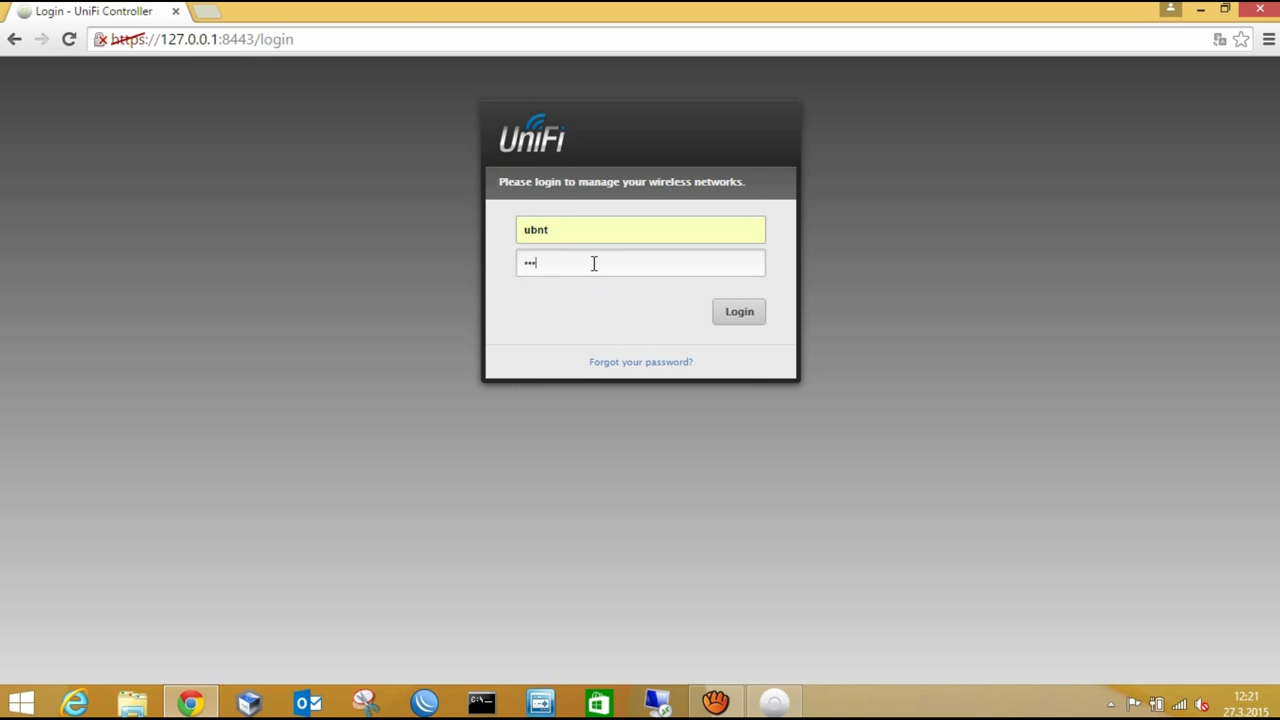 Login - UniFi Controller
https://127.0.0.1:8443/login
UniFi
Please login to manage your wireless networks.
ubnt
•••
Login
Forgot your password?
C:\
12:21
27.3.2015